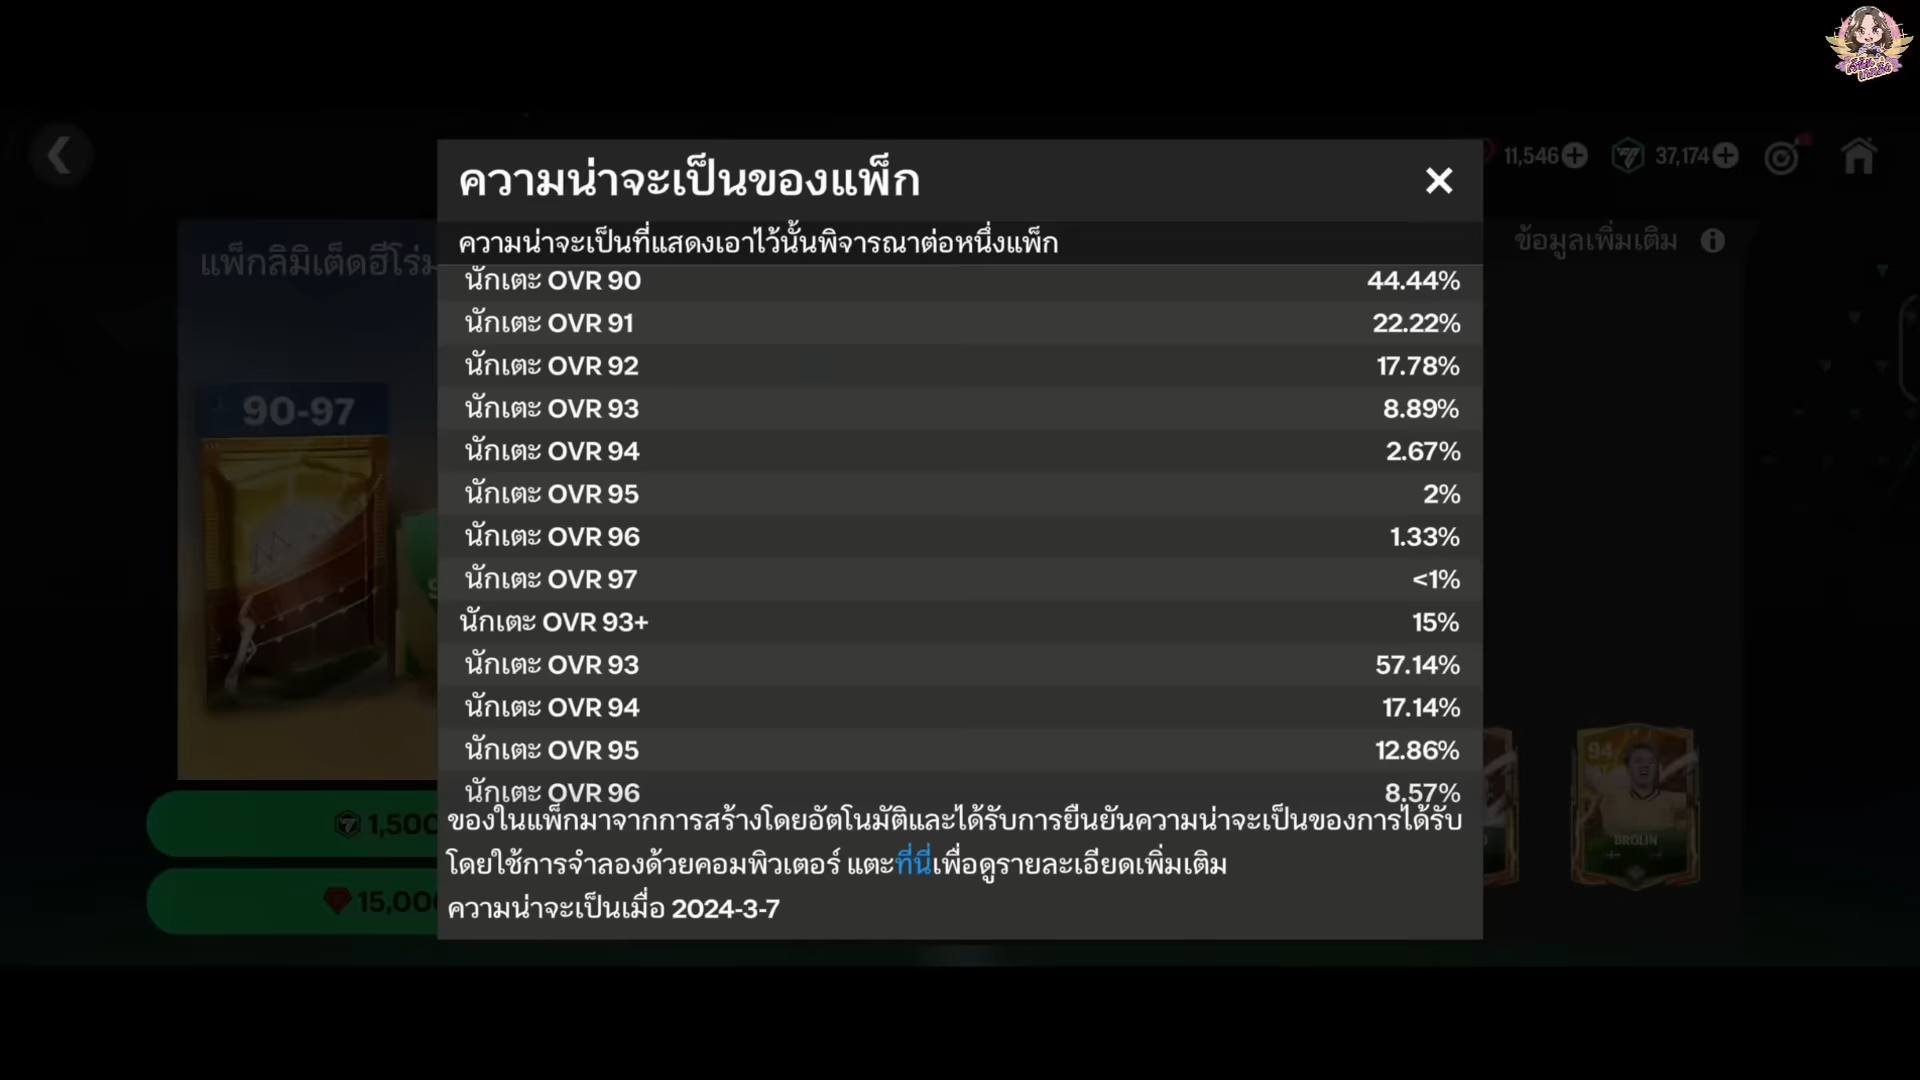 11,546
37,174
ความน่าจะเป็นของแพ็ก
ความน่าจะเป็นที่แสดงเอาไว้นั้นพิจารณาต่อหนึ่งแพ็ก
ข้อมูลเพิ่มเติม
แพ็กลิมิเต็ดฮีโร่
90-97
นักเตะ OVR 90 44.44%
นักเตะ OVR 91 22.22%
นักเตะ OVR 92 17.78%
นักเตะ OVR 93 8.89%
นักเตะ OVR 94 2.67%
นักเตะ OVR 95 2%
นักเตะ OVR 96 1.33%
นักเตะ OVR 97 <1%
นักเตะ OVR 93+ 15%
นักเตะ OVR 93 57.14%
นักเตะ OVR 94 17.14%
นักเตะ OVR 95 12.86%
นักเตะ OVR 96 8.57%
94
BROLIN
1,500
15,00
ของในแพ็กมาจากการสร้างโดยอัตโนมัติและได้รับการยืนยันความน่าจะเป็นของการได้รับ
โดยใช้การจำลองด้วยคอมพิวเตอร์ แตะที่นี่เพื่อดูรายละเอียดเพิ่มเติม
ความน่าจะเป็นเมื่อ 2024-3-7